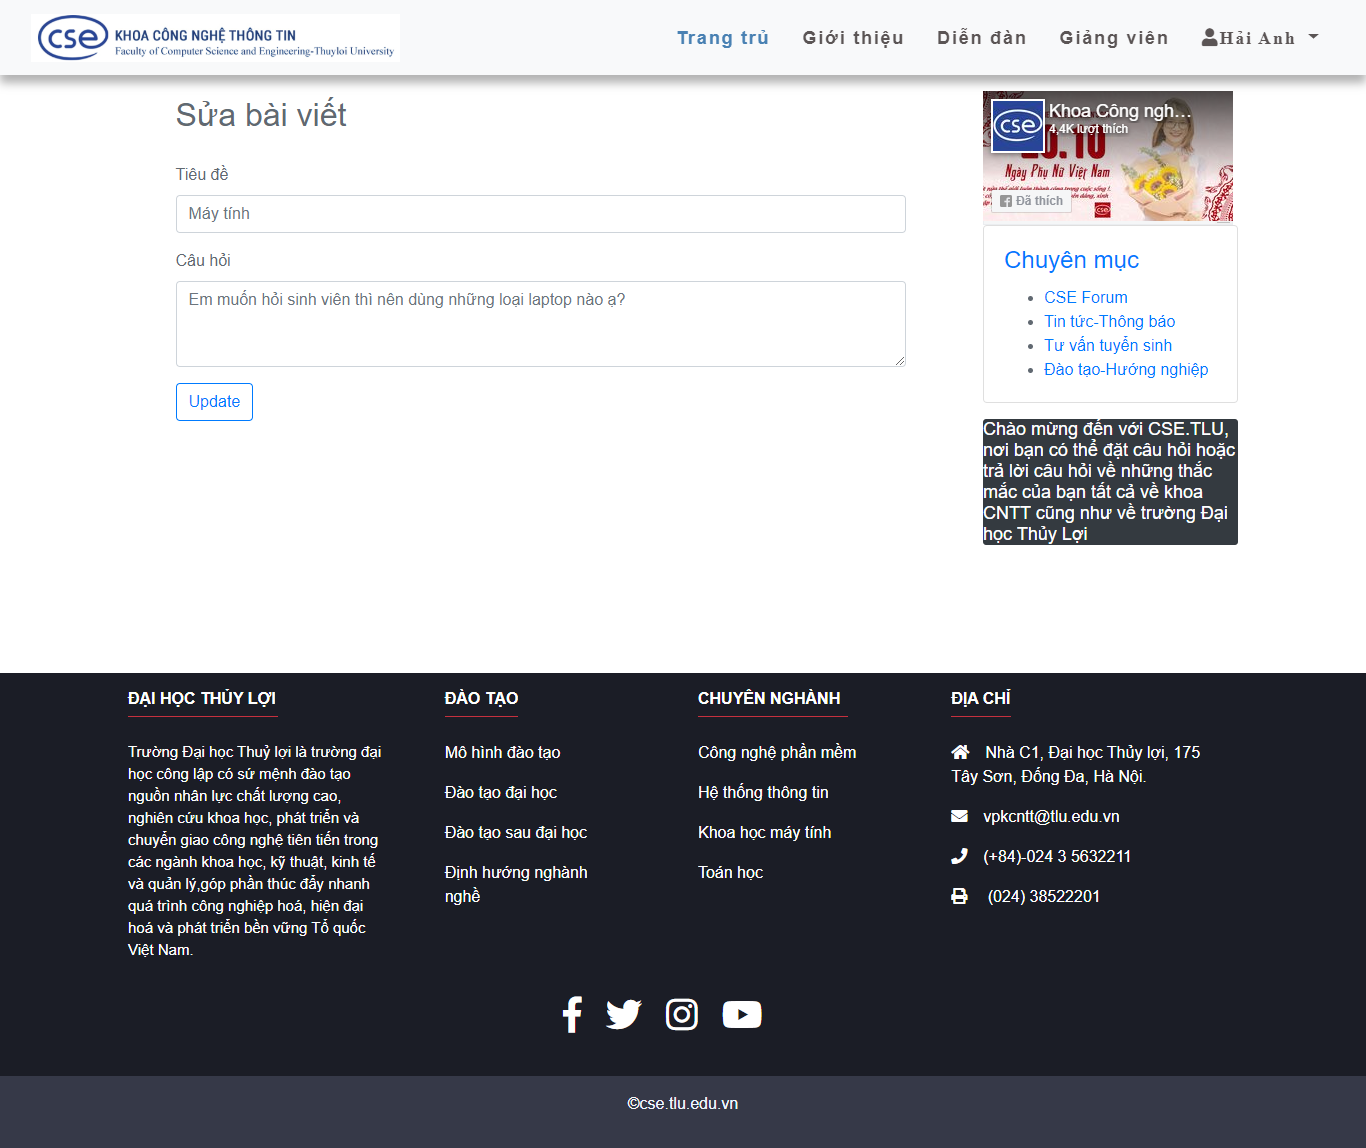 cse KHOA CÔNG NGHỆ THÔNG TIN
Faculty of Computer Science and Engineering-Thuyloi University
Trang trủ Giới thiệu Diễn đàn Giảng viên Hải Anh
Sửa bài viết
Tiêu đề
Máy tính
Câu hỏi
Em muốn hỏi sinh viên thì nên dùng những loại laptop nào ạ?
Update
cse
Khoa Công ngh...
4,4K lượt thích
20.10
Ngày Phụ Nữ Việt Nam
Đã thích
Chuyên mục
CSE Forum
Tin tức-Thông báo
Tư vấn tuyển sinh
Đào tạo-Hướng nghiệp
Chào mừng đến với CSE.TLU,
nơi bạn có thể đặt câu hỏi hoặc
trả lời câu hỏi về những thắc
mắc của bạn tất cả về khoa
CNTT cũng như về trường Đại
học Thủy Lợi
ĐẠI HỌC THỦY LỢI
Trường Đại học Thuỷ lợi là trường đại
học công lập có sứ mệnh đào tạo
nguồn nhân lực chất lượng cao,
nghiên cứu khoa học, phát triển và
chuyển giao công nghệ tiên tiến trong
các ngành khoa học, kỹ thuật, kinh tế
và quản lý,góp phần thúc đẩy nhanh
quá trình công nghiệp hoá, hiện đại
hoá và phát triển bền vững Tổ quốc
Việt Nam.
ĐÀO TẠO
Mô hình đào tạo
Đào tạo đại học
Đào tạo sau đại học
Định hướng nghành
nghề
CHUYÊN NGHÀNH
Công nghệ phần mềm
Hệ thống thông tin
Khoa học máy tính
Toán học
ĐỊA CHỈ
Nhà C1, Đại học Thủy lợi, 175
Tây Sơn, Đống Đa, Hà Nội.
vpkcntt@tlu.edu.vn
(+84)-024 3 5632211
(024) 38522201
©cse.tlu.edu.vn